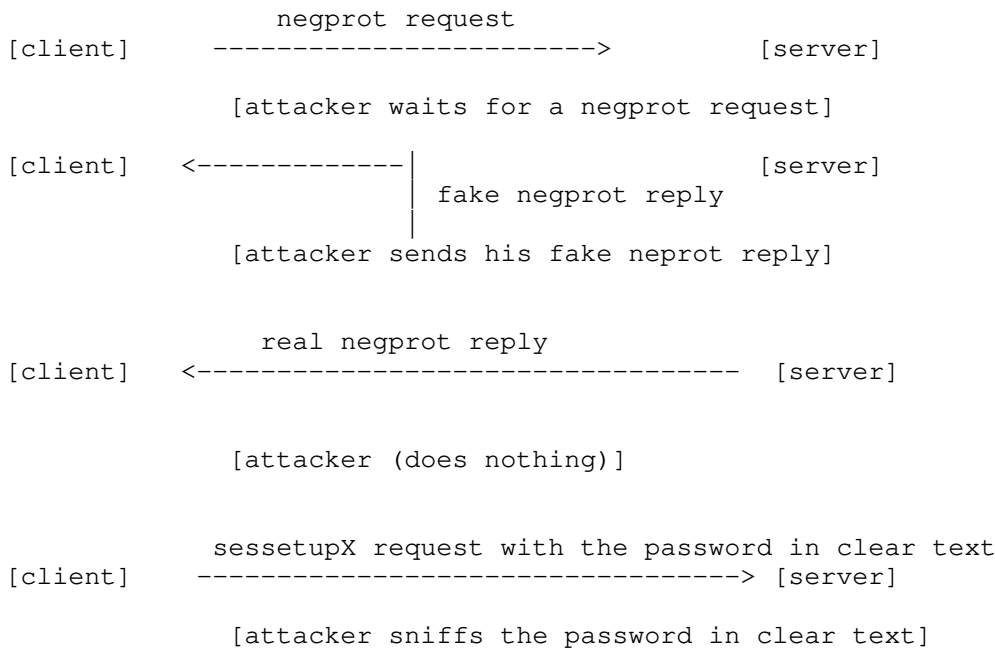 negprot request
[client] ------------------------> [server]
[attacker waits for a negprot request]
[client] <-------------| [server]
| fake negprot reply
|
[attacker sends his fake neprot reply]
real negprot reply
[client] <---------------------------------- [server]
[attacker (does nothing)]
sessetupX request with the password in clear text
[client] ----------------------------------> [server]
[attacker sniffs the password in clear text]